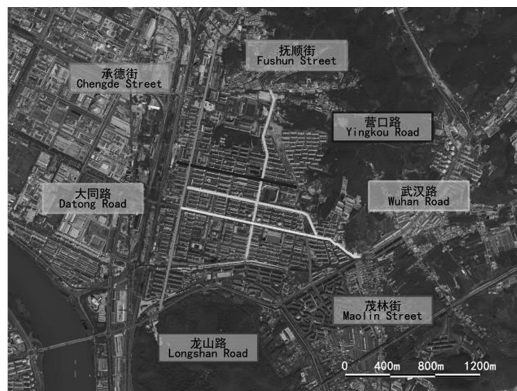 抚顺街
Fushun Street
承德街
Chengde Street
营口路
Yingkou Road
大同路
Datong Road
武汉路
Wuhan Road
茂林街
Maolin Street
龙山路
Longshan Road
0 400m 800m 1200m